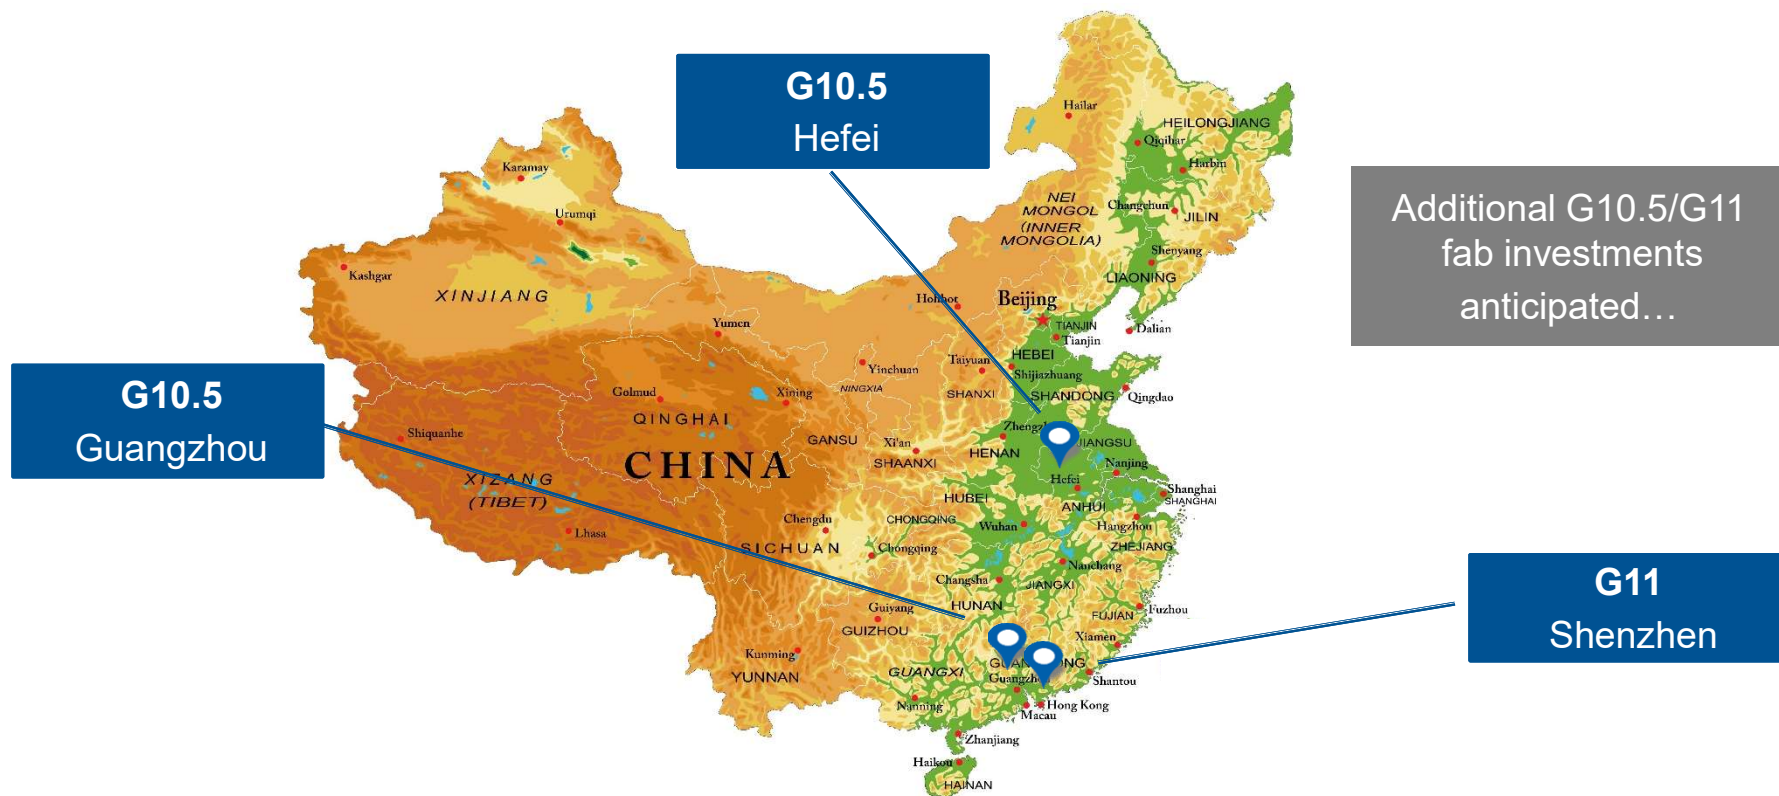 G10.5
Hefei
Additional G10.5/G11
fab investments
anticipated…
G10.5
Guangzhou
G11
Shenzhen
Hailar
HEILONGJIANG
Qiqihar
Harbin
Karamay
Urumqi
NEI
MONGOL
(INNER
MONGOLIA)
Changchun
JILIN
Shenyang
LIAONING
Kashgar
XINJIANG
Hohhot
Beijing
TIANJIN
Tianjin
Dalian
Yumen
HEBEI
Taiyuan
Shijiazhuang
Yinchuan
NINGXIA
SHANXI
SHANDONG
Qingdao
Golmud
Xining
QINGHAI
GANSU
Shiquanhe
Xi'an
SHAANXI
HENAN
JIANGSU
CHINA
Nanjing
XIZANG
(TIBET)
Hefei
Shanghai
SHANGHAI
HUBEI
ANHUI
Lhasa
Chengdu
CHONGQING
Wuhan
Hangzhou
SICHUAN
Chongqing
ZHEJIANG
Nanchang
Changsha
JIANGXI
HUNAN
Guiyang
GUIZHOU
FUJIAN
Fuzhou
Xiamen
Kunming
YUNNAN
GUANGXI
Shantou
Nanning
Macau
Hong Kong
Zhanjiang
Haikou
HAINAN